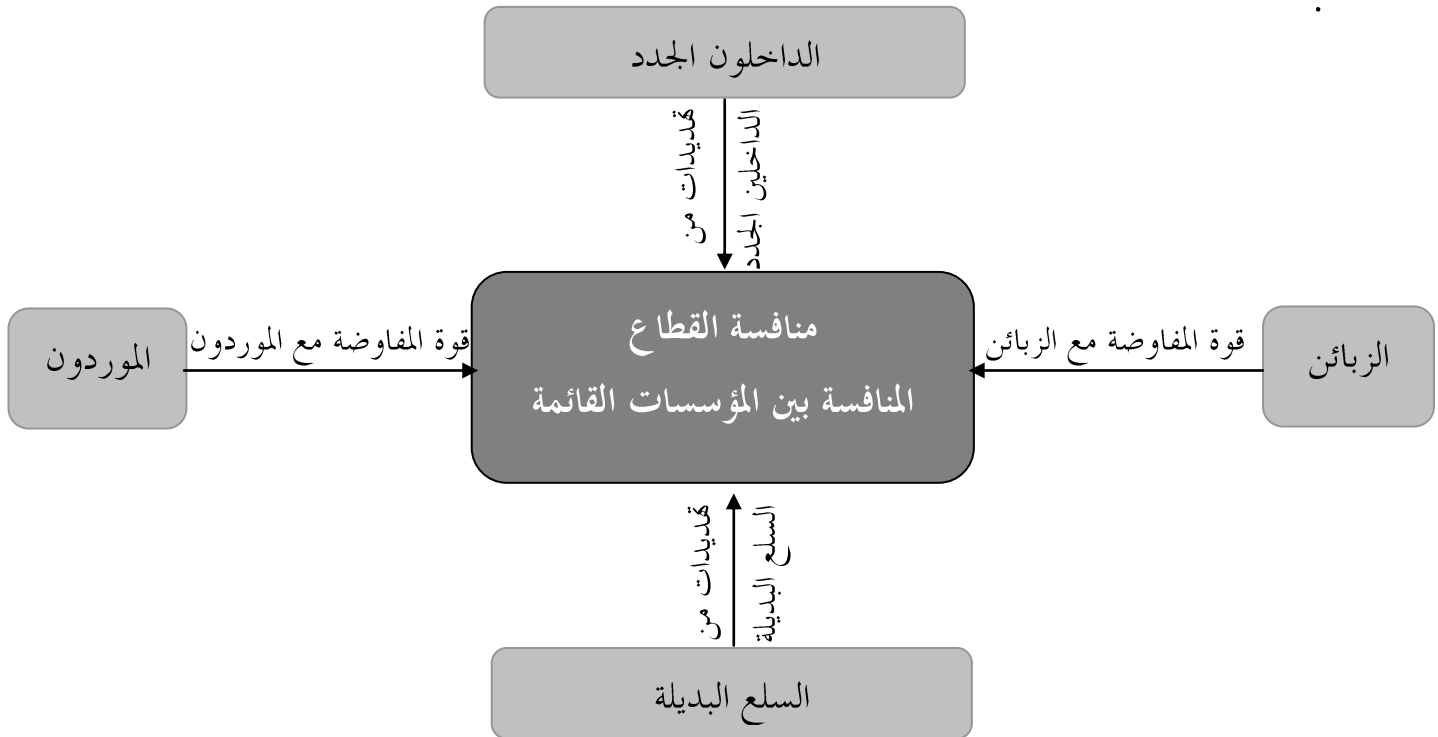 الداخلون الجدد
تهديدات من
الداخلين الجدد
الزبائن
قوة المفاوضة مع الزبائن
منافسة القطاع
المنافسة بين المؤسسات القائمة
قوة المفاوضة مع الموردون
الموردون
تهديدات من
السلع البديلة
السلع البديلة